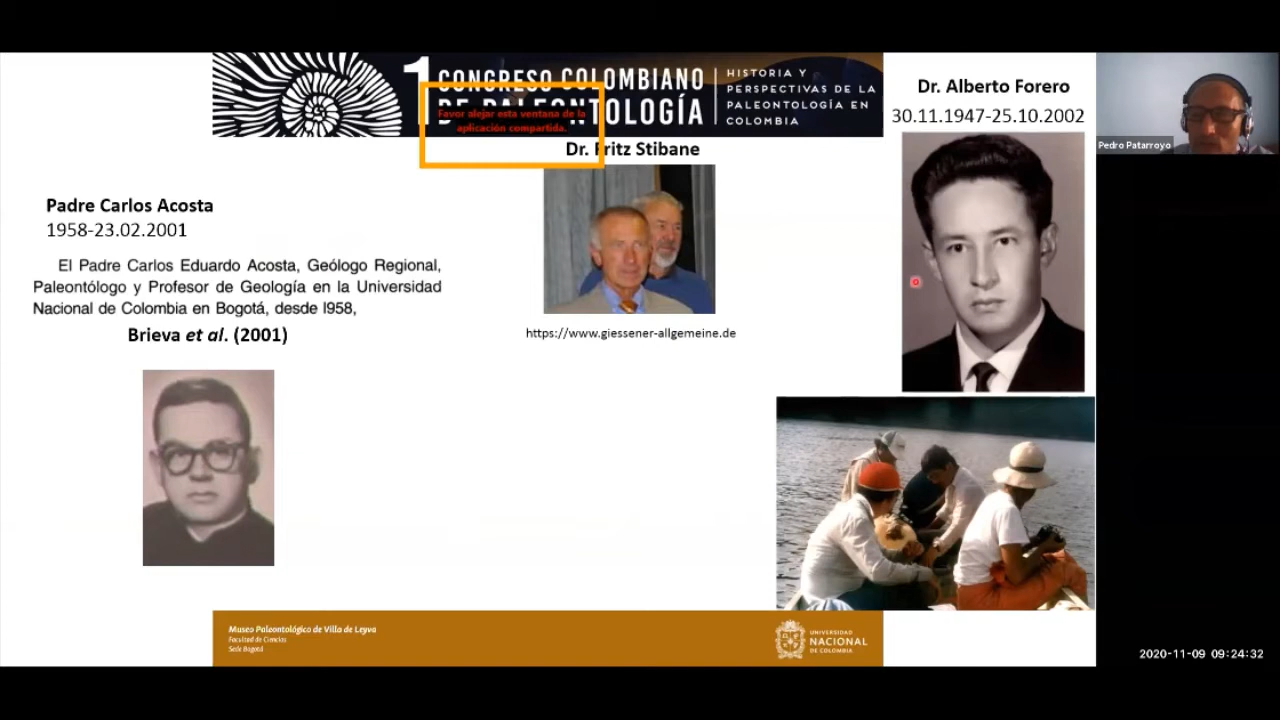 1 CONGRESO COLOMBIANO
DE PALEONTOLOGÍA
HISTORIA Y
PERSPECTIVAS DE LA
PALEONTOLOGÍA EN
COLOMBIA
Favor alejar esta ventana de la
aplicación compartida.
Dr. Alberto Forero
30.11.1947-25.10.2002
Pedro Patarroyo
Dr. Fritz Stibane
https://www.giessener-allgemeine.de
Padre Carlos Acosta
1958-23.02.2001
El Padre Carlos Eduardo Acosta, Geólogo Regional,
Paleontólogo y Profesor de Geología en la Universidad
Nacional de Colombia en Bogotá, desde l958,
Brieva et al. (2001)
Museo Paleontológico de Villa de Leyva
Facultad de Ciencias
Sede Bogotá
UNIVERSIDAD
NACIONAL
DE COLOMBIA
2020-11-09 09:24:32